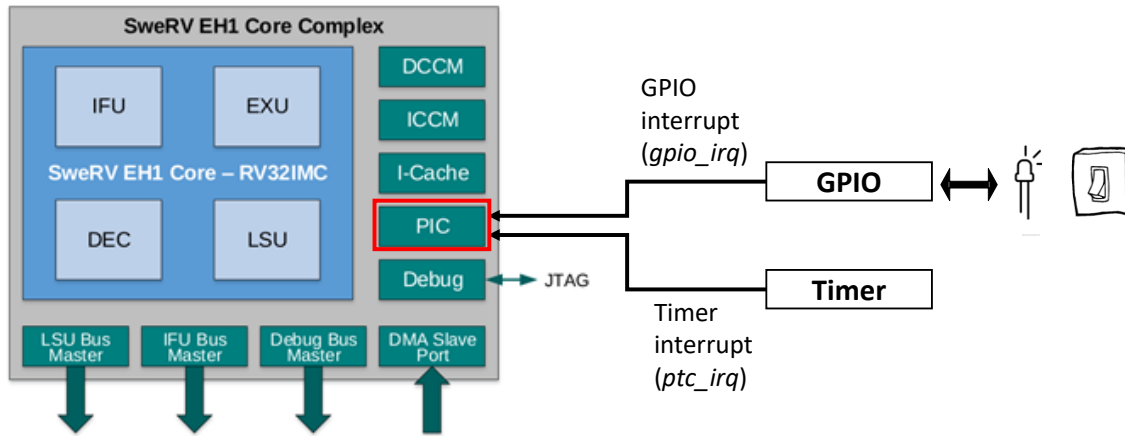 SweRV EH1 Core Complex
IFU
EXU
SweRV EH1 Core – RV32IMC
DEC
LSU
DCCM
ICCM
I-Cache
PIC
Debug
JTAG
LSU Bus
Master
IFU Bus
Master
Debug Bus
Master
DMA Slave
Port
GPIO
interrupt
(gpio_irq)
GPIO
Timer
Timer
interrupt
(ptc_irq)